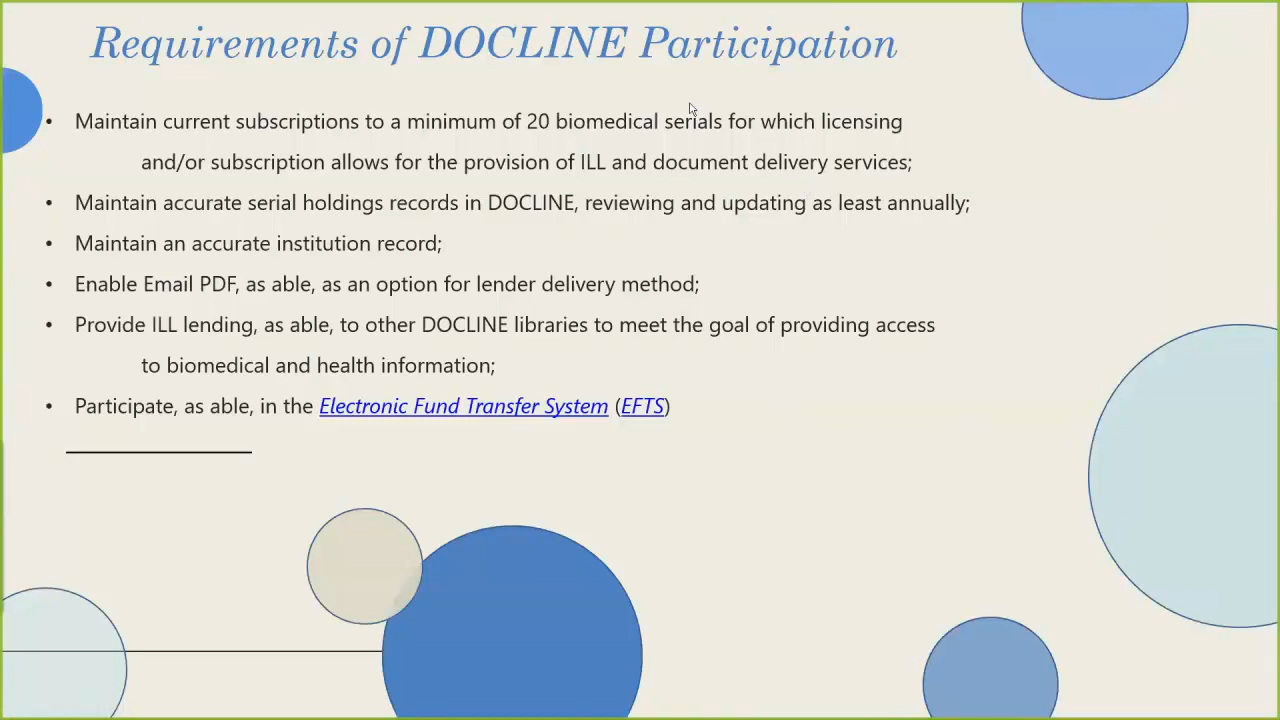 Requirements of DOCLINE Participation
• Maintain current subscriptions to a minimum of 20 biomedical serials for which licensing
and/or subscription allows for the provision of ILL and document delivery services;
• Maintain accurate serial holdings records in DOCLINE, reviewing and updating as least annually;
• Maintain an accurate institution record;
• Enable Email PDF, as able, as an option for lender delivery method;
• Provide ILL lending, as able, to other DOCLINE libraries to meet the goal of providing access
to biomedical and health information;
• Participate, as able, in the Electronic Fund Transfer System (EFTS)